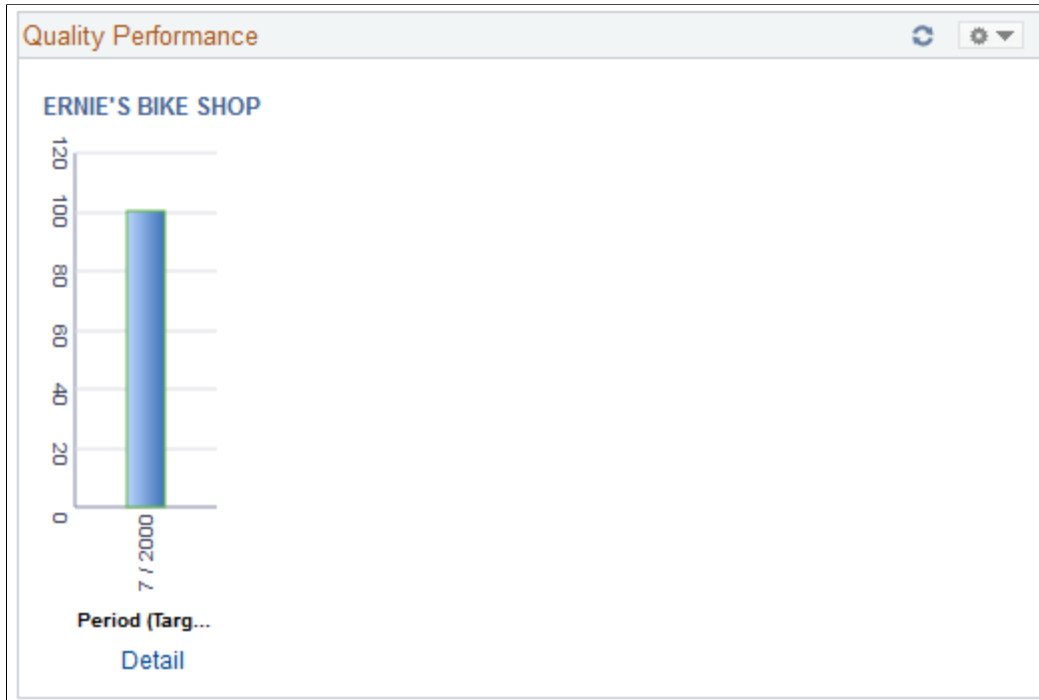 Quality Performance
ERNIE'S BIKE SHOP
120
100
80
60
40
20
0
7 / 2000
Period (Targ...
Detail